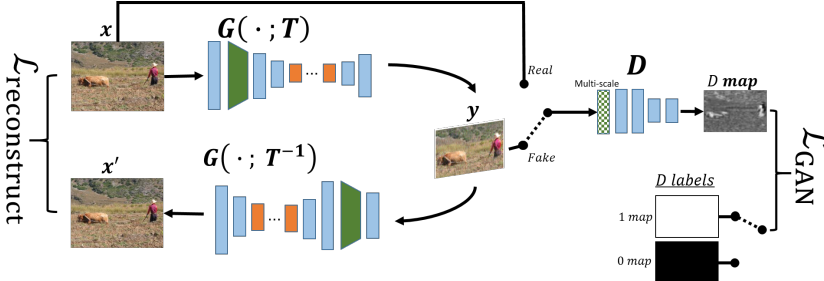 x
G( · ; T)
ℒreconstruct
Real
Multi-scale
D
D map
y
Fake
G( · ; T⁻¹)
x′
ℒGAN
D labels
1 map
0 map
...
...